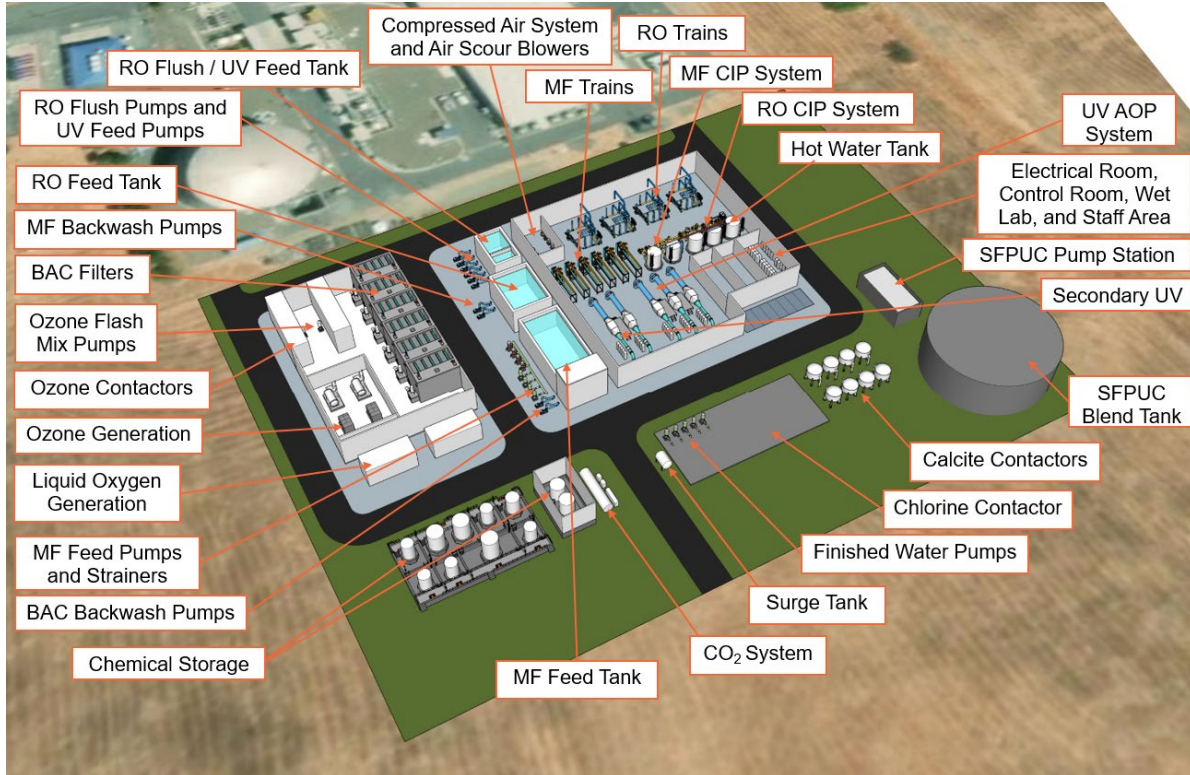 Compressed Air System
and Air Scour Blowers
RO Trains
RO Flush / UV Feed Tank
MF CIP System
MF Trains
RO Flush Pumps and
UV Feed Pumps
RO CIP System
UV AOP
System
Hot Water Tank
RO Feed Tank
Electrical Room,
Control Room, Wet
Lab, and Staff Area
MF Backwash Pumps
SFPUC Pump Station
BAC Filters
Secondary UV
Ozone Flash
Mix Pumps
Ozone Contactors
SFPUC
Blend Tank
Ozone Generation
Calcite Contactors
Liquid Oxygen
Generation
Chlorine Contactor
MF Feed Pumps
and Strainers
Finished Water Pumps
BAC Backwash Pumps
Surge Tank
Chemical Storage
CO₂ System
MF Feed Tank